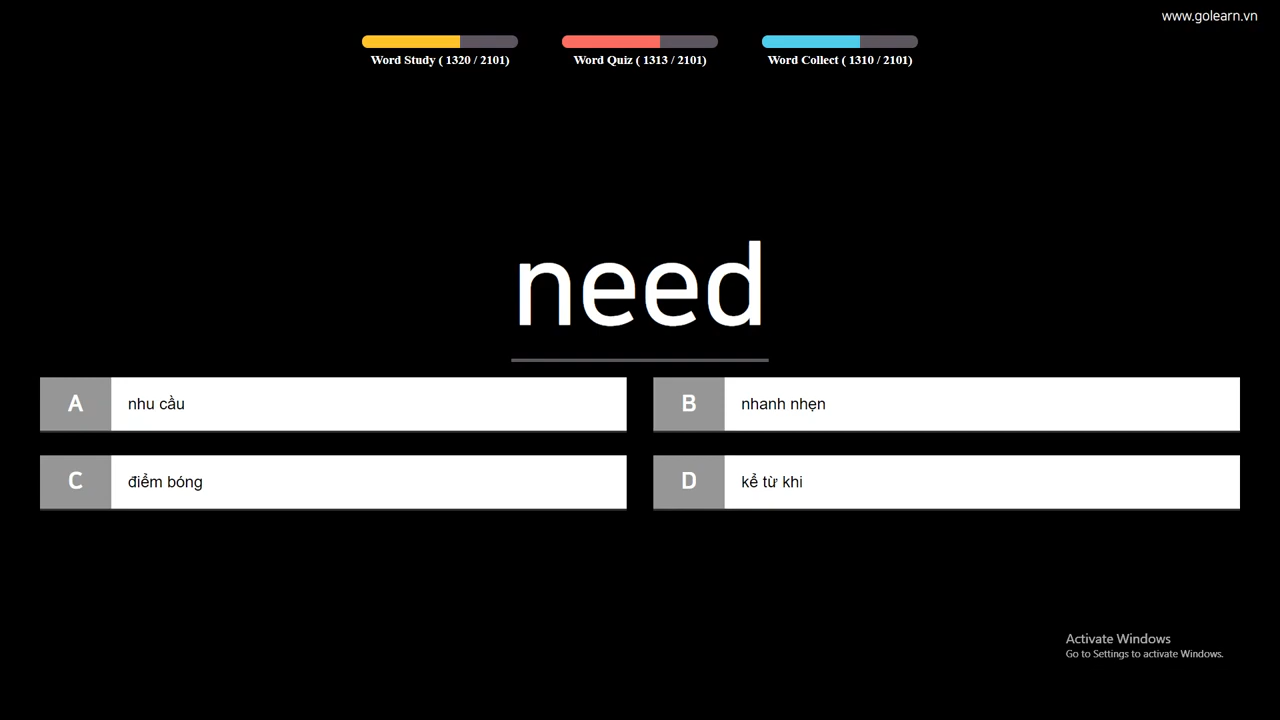 www.golearn.vn
Word Study ( 1320 / 2101)
Word Quiz ( 1313 / 2101)
Word Collect ( 1310 / 2101)
need
A nhu cầu
B nhanh nhẹn
C điểm bóng
D kể từ khi
Activate Windows
Go to Settings to activate Windows.